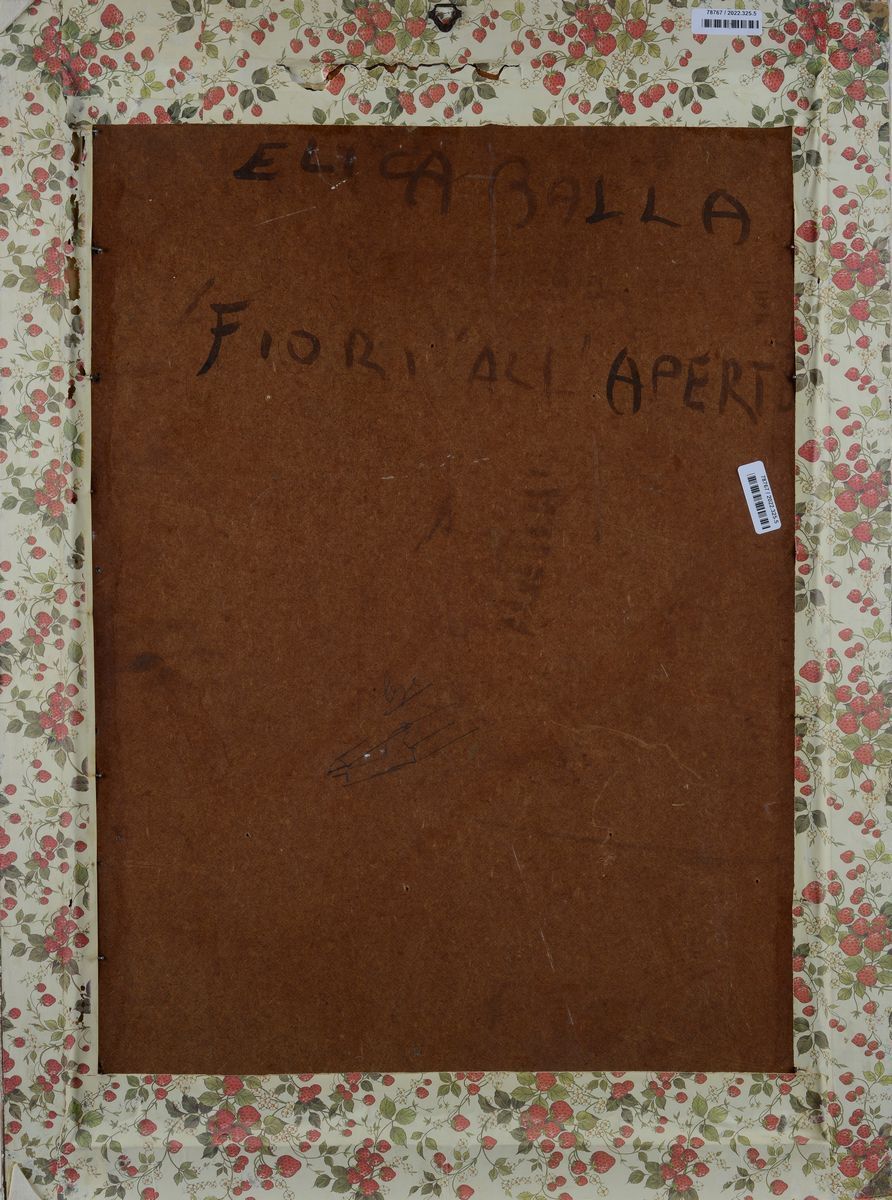 78767 / 2022.325.5
ELICA BALLA
"FIORI" ALL' APERTO
78767 / 2022.325.5